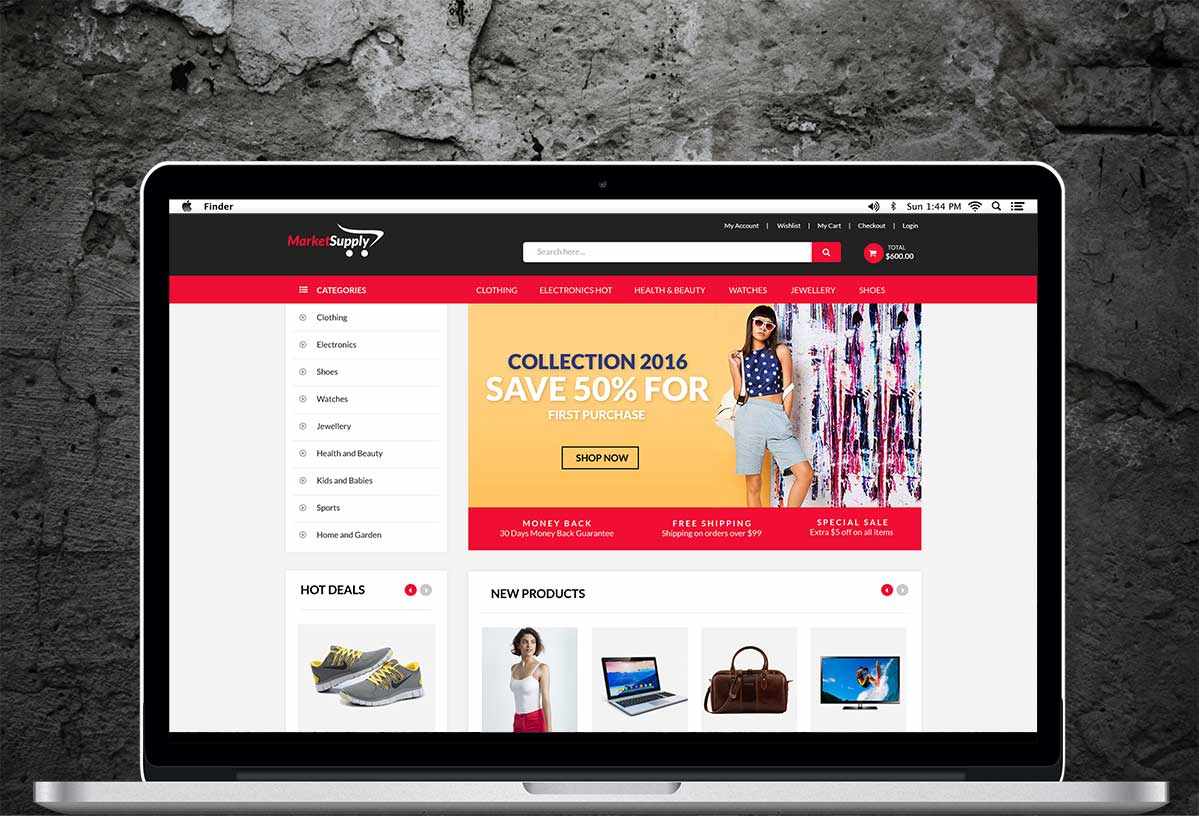 Finder
Sun 1:44 PM
My Account | Wishlist | My Cart | Checkout | Login
MarketSupply
Search here...
TOTAL
$600.00
CATEGORIES
CLOTHING ELECTRONICS HOT HEALTH & BEAUTY WATCHES JEWELLERY SHOES
Clothing
Electronics
Shoes
Watches
Jewellery
Health and Beauty
Kids and Babies
Sports
Home and Garden
COLLECTION 2016
SAVE 50% FOR
FIRST PURCHASE
SHOP NOW
MONEY BACK
30 Days Money Back Guarantee
FREE SHIPPING
Shipping on orders over $99
SPECIAL SALE
Extra $5 off on all items
HOT DEALS
NEW PRODUCTS